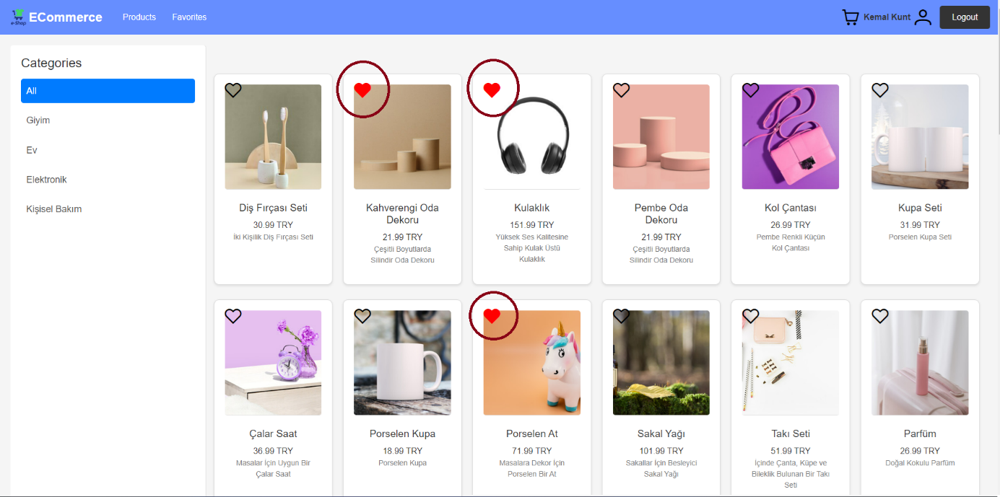 e-Shop
ECommerce
Products
Favorites
Kemal Kunt
Logout
Categories
All
Giyim
Ev
Elektronik
Kişisel Bakım
Diş Fırçası Seti
30.99 TRY
İki Kişilik Diş Fırçası Seti
Kahverengi Oda
Dekoru
21.99 TRY
Çeşitli Boyutlarda
Silindir Oda Dekoru
Kulaklık
151.99 TRY
Yüksek Ses Kalitesine
Sahip Kulak Üstü
Kulaklık
Pembe Oda
Dekoru
21.99 TRY
Çeşitli Boyutlarda
Silindir Oda Dekoru
Kol Çantası
26.99 TRY
Pembe Renkli Küçün
Kol Çantası
Kupa Seti
31.99 TRY
Porselen Kupa Seti
Çalar Saat
36.99 TRY
Masalar İçin Uygun Bir
Çalar Saat
Porselen Kupa
18.99 TRY
Porselen Kupa
Porselen At
71.99 TRY
Masalara Dekor İçin
Porselen Bir At
Sakal Yağı
101.99 TRY
Sakallar İçin Besleyici
Sakal Yağı
Takı Seti
51.99 TRY
İçinde Çanta, Küpe ve
Bileklik Bulunan Bir Takı
Seti
Parfüm
26.99 TRY
Doğal Kokulu Parfüm